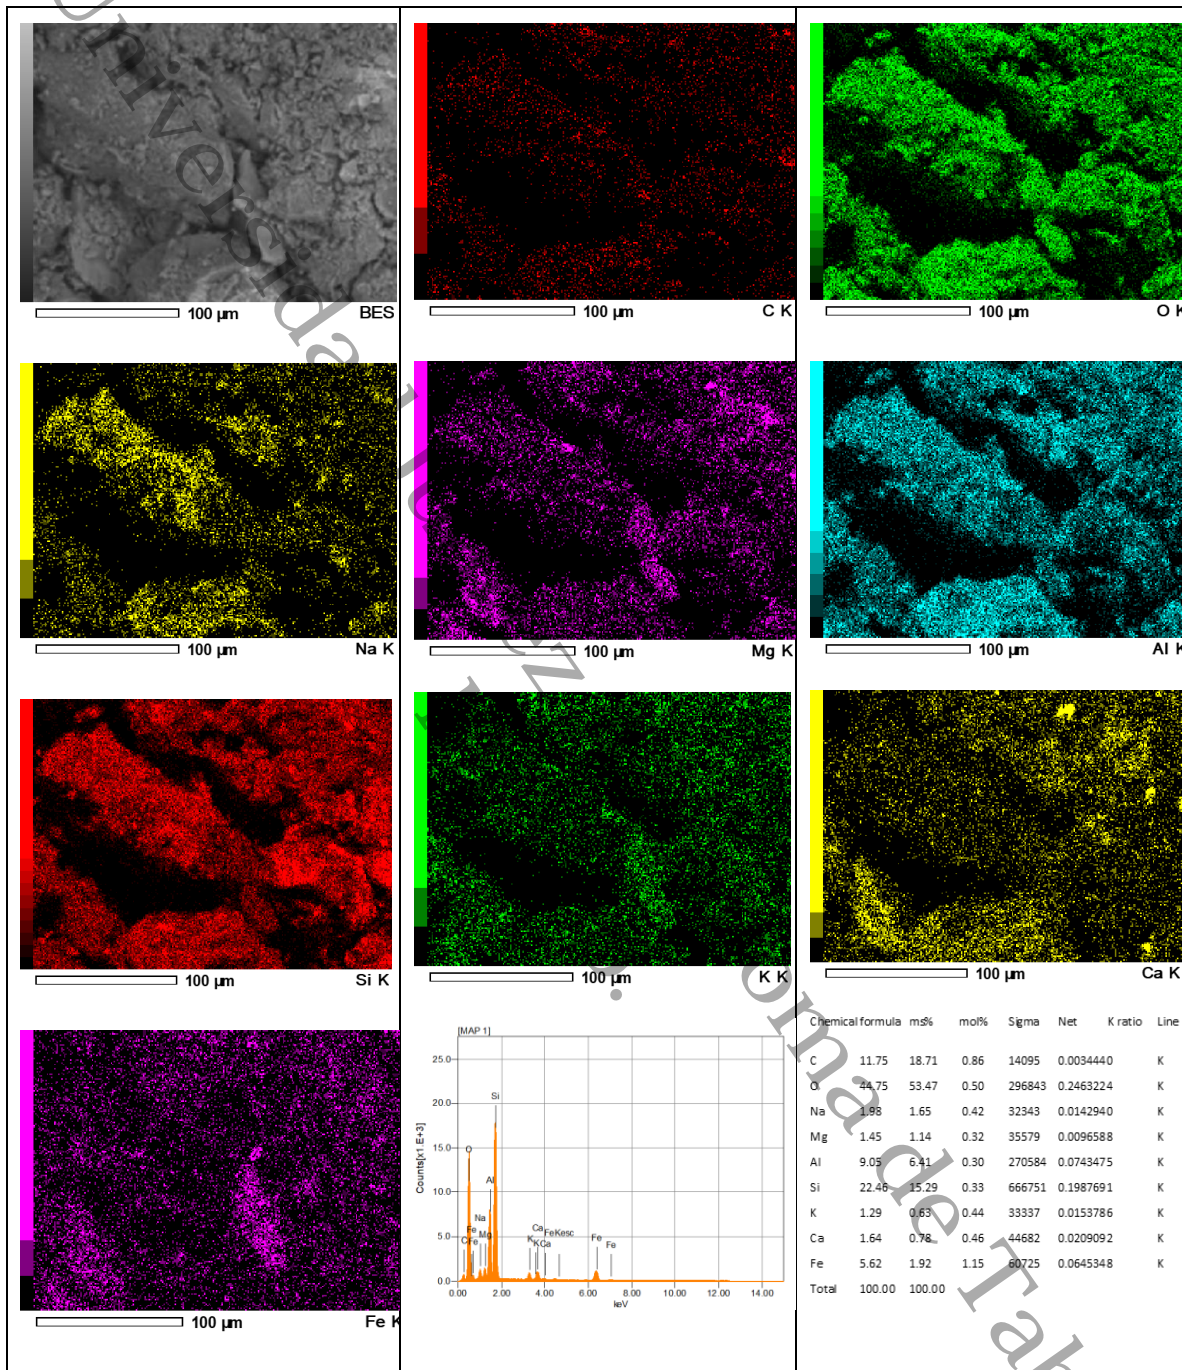 100 µm BES
100 µm C K
100 µm O K
100 µm Na K
100 µm Mg K
100 µm Al K
100 µm Si K
100 µm K K
100 µm Ca K
100 µm Fe K
[MAP 1]
Counts[x1.E+3]
25.0
20.0
15.0
10.0
5.0
0.0
Si
O
Al
Fe
Na
Ca
Fe
C
Fe
Mg
K
K
Ca
FeKesc
Fe
0.00 2.00 4.00 6.00 8.00 10.00 12.00 14.00
keV
Chemical formula ms% mol% Sigma Net K ratio Line
C 11.75 18.71 0.86 14095 0.0034440 K
O 44.75 53.47 0.50 296843 0.2463224 K
Na 1.98 1.65 0.42 32343 0.0142940 K
Mg 1.45 1.14 0.32 35579 0.0096588 K
Al 9.05 6.41 0.30 270584 0.0743475 K
Si 22.46 15.29 0.33 666751 0.1987691 K
K 1.29 0.63 0.44 33337 0.0153786 K
Ca 1.64 0.78 0.46 44682 0.0209092 K
Fe 5.62 1.92 1.15 60725 0.0645348 K
Total 100.00 100.00